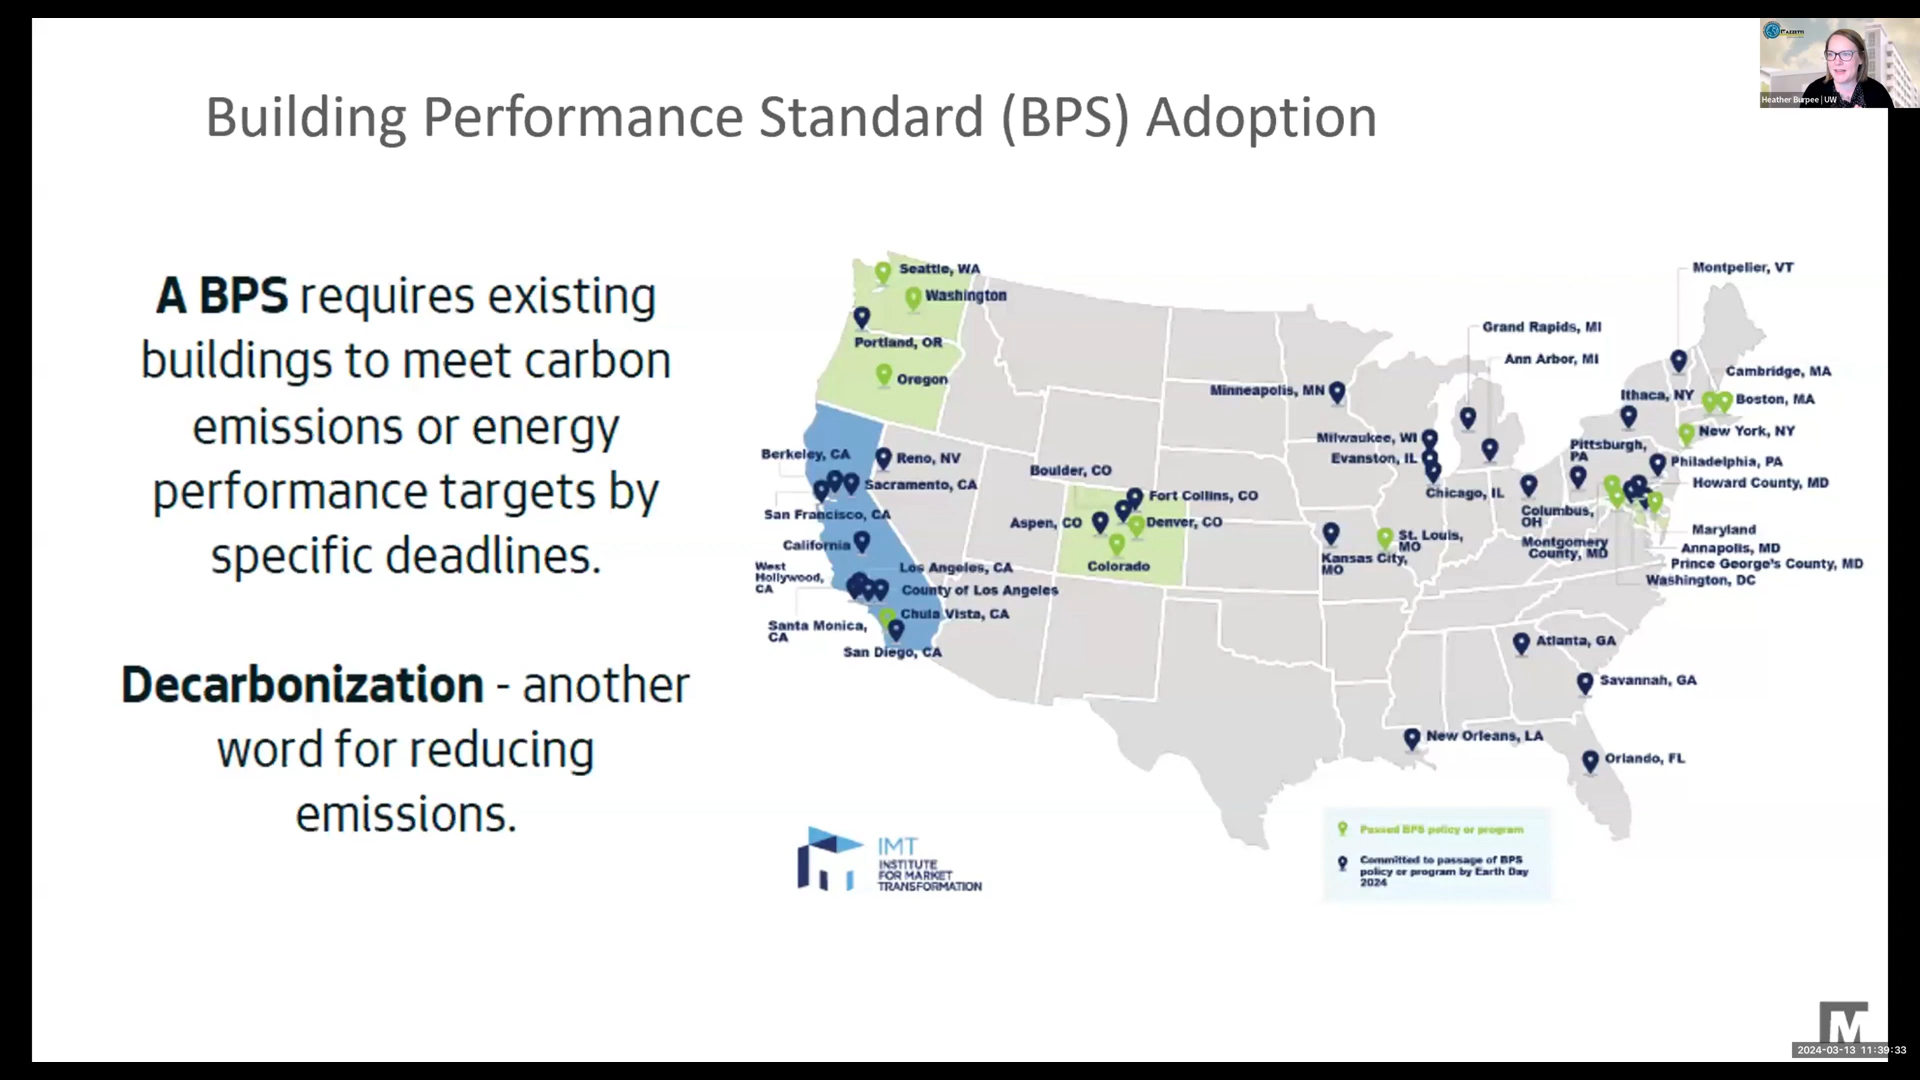 Building Performance Standard (BPS) Adoption
Heather Burpee | UW
A BPS requires existing
buildings to meet carbon
emissions or energy
performance targets by
specific deadlines.
Decarbonization - another
word for reducing
emissions.
Seattle, WA
Washington
Portland, OR
Oregon
Berkeley, CA
Reno, NV
Sacramento, CA
San Francisco, CA
California
West
Hollywood,
CA
Los Angeles, CA
County of Los Angeles
Chula Vista, CA
Santa Monica,
CA
San Diego, CA
Boulder, CO
Fort Collins, CO
Aspen, CO
Denver, CO
Colorado
Minneapolis, MN
Milwaukee, WI
Evanston, IL
Chicago, IL
Grand Rapids, MI
Ann Arbor, MI
Kansas City,
MO
St. Louis,
MO
Columbus,
OH
Montgomery
County, MD
Pittsburgh,
PA
Ithaca, NY
Montpelier, VT
Cambridge, MA
Boston, MA
New York, NY
Philadelphia, PA
Howard County, MD
Maryland
Annapolis, MD
Prince George's County, MD
Washington, DC
Atlanta, GA
Savannah, GA
New Orleans, LA
Orlando, FL
Passed BPS policy or program
Committed to passage of BPS
policy or program by Earth Day
2024
IMT
INSTITUTE
FOR MARKET
TRANSFORMATION
M
2024-03-13 11:39:33